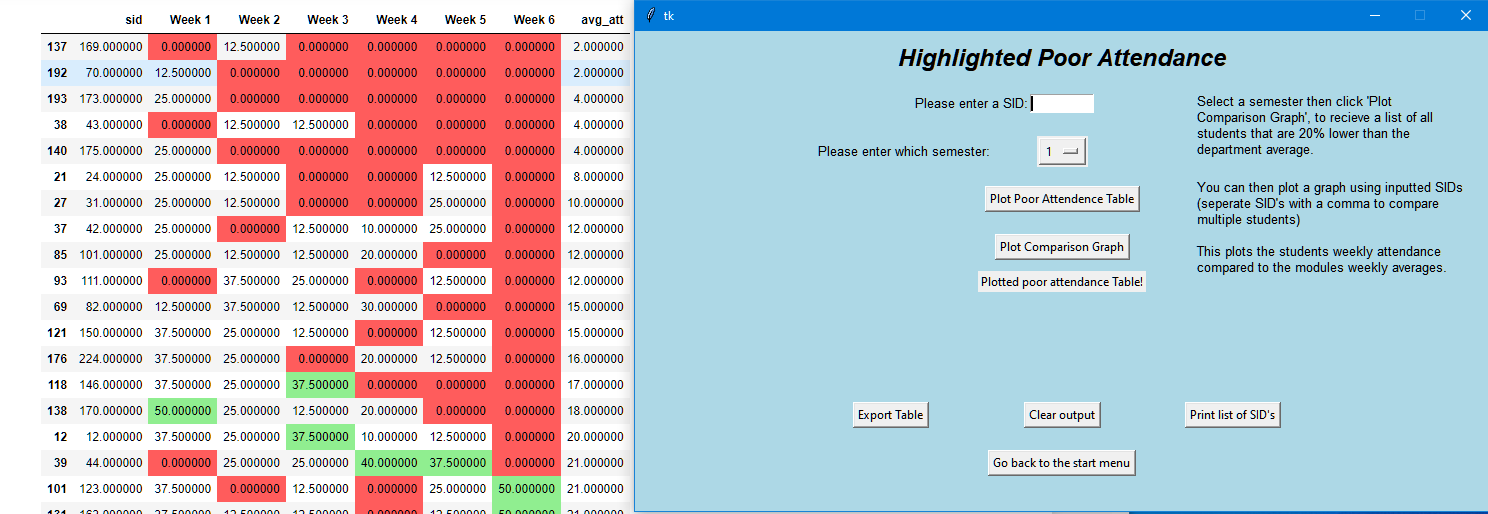 sid Week 1 Week 2 Week 3 Week 4 Week 5 Week 6 avg_att
137 169.000000 0.000000 12.500000 0.000000 0.000000 0.000000 0.000000 2.000000
192 70.000000 12.500000 0.000000 0.000000 0.000000 0.000000 0.000000 2.000000
193 173.000000 25.000000 0.000000 0.000000 0.000000 0.000000 0.000000 4.000000
38 43.000000 0.000000 12.500000 12.500000 0.000000 0.000000 0.000000 4.000000
140 175.000000 25.000000 0.000000 0.000000 0.000000 0.000000 0.000000 4.000000
21 24.000000 25.000000 12.500000 0.000000 0.000000 12.500000 0.000000 8.000000
27 31.000000 25.000000 12.500000 0.000000 0.000000 25.000000 0.000000 10.000000
37 42.000000 25.000000 0.000000 12.500000 10.000000 25.000000 0.000000 12.000000
85 101.000000 25.000000 12.500000 12.500000 20.000000 0.000000 0.000000 12.000000
93 111.000000 0.000000 37.500000 25.000000 0.000000 12.500000 0.000000 12.000000
69 82.000000 12.500000 37.500000 12.500000 30.000000 0.000000 0.000000 15.000000
121 150.000000 37.500000 25.000000 12.500000 0.000000 12.500000 0.000000 15.000000
176 224.000000 37.500000 25.000000 0.000000 20.000000 12.500000 0.000000 16.000000
118 146.000000 37.500000 25.000000 37.500000 0.000000 0.000000 0.000000 17.000000
138 170.000000 50.000000 25.000000 12.500000 20.000000 0.000000 0.000000 18.000000
12 12.000000 37.500000 25.000000 37.500000 10.000000 12.500000 0.000000 20.000000
39 44.000000 0.000000 25.000000 25.000000 40.000000 37.500000 0.000000 21.000000
101 123.000000 37.500000 0.000000 12.500000 0.000000 25.000000 50.000000 21.000000
tk
Highlighted Poor Attendance
Please enter a SID:
Please enter which semester: 1
Plot Poor Attendence Table
Plot Comparison Graph
Plotted poor attendance Table!
Select a semester then click 'Plot
Comparison Graph', to recieve a list of all
students that are 20% lower than the
department average.
You can then plot a graph using inputted SIDs
(seperate SID's with a comma to compare
multiple students)
This plots the students weekly attendance
compared to the modules weekly averages.
Export Table Clear output Print list of SID's
Go back to the start menu